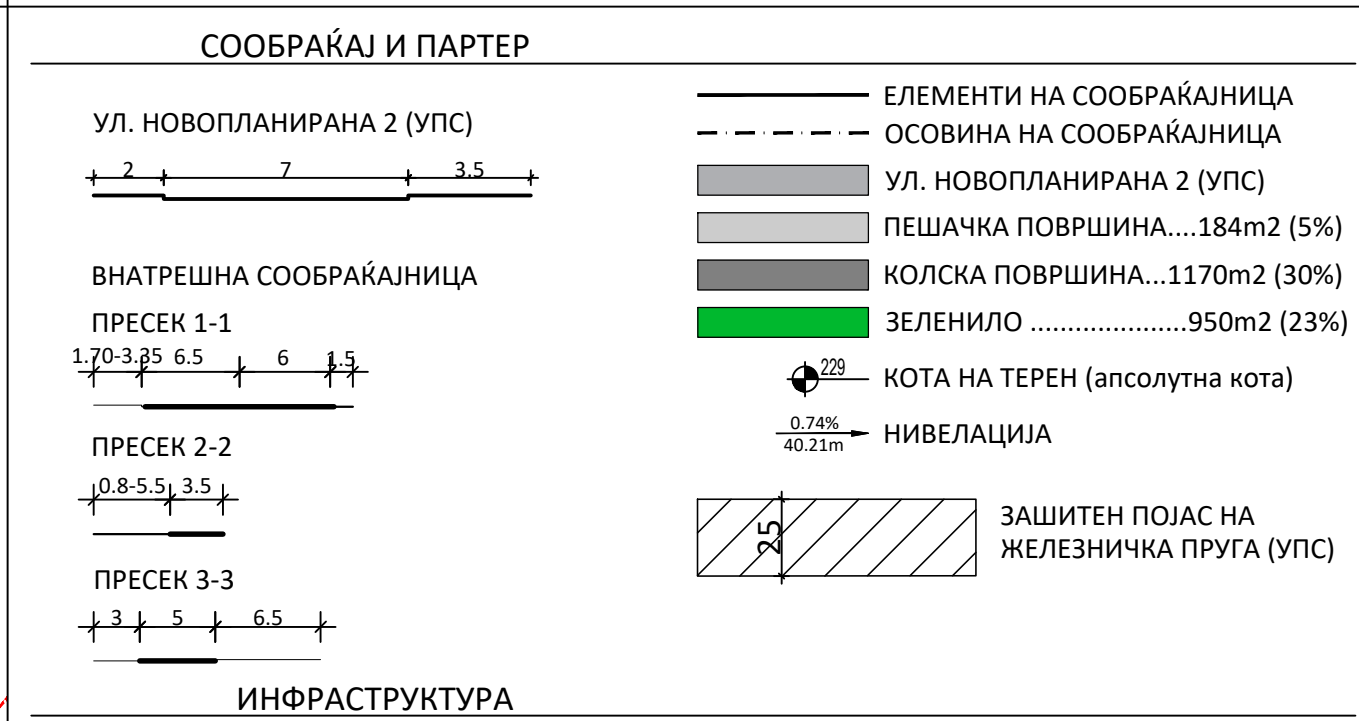 СООБРАЌАЈ И ПАРТЕР
УЛ. НОВОПЛАНИРАНА 2 (УПС)
2 7 3.5
ВНАТРЕШНА СООБРАЌАЈНИЦА
ПРЕСЕК 1-1
1.70-3.35 6.5 6 1.5
ПРЕСЕК 2-2
0.8-5.5 3.5
ПРЕСЕК 3-3
3 5 6.5
ЕЛЕМЕНТИ НА СООБРАЌАЈНИЦА
ОСОВИНА НА СООБРАЌАЈНИЦА
УЛ. НОВОПЛАНИРАНА 2 (УПС)
ПЕШАЧКА ПОВРШИНА....184m2 (5%)
КОЛСКА ПОВРШИНА...1170m2 (30%)
ЗЕЛЕНИЛО ......................950m2 (23%)
229 КОТА НА ТЕРЕН (апсолутна кота)
0.74%
40.21m
НИВЕЛАЦИЈА
25
ЗАШИТЕН ПОЈАС НА
ЖЕЛЕЗНИЧКА ПРУГА (УПС)
ИНФРАСТРУКТУРА